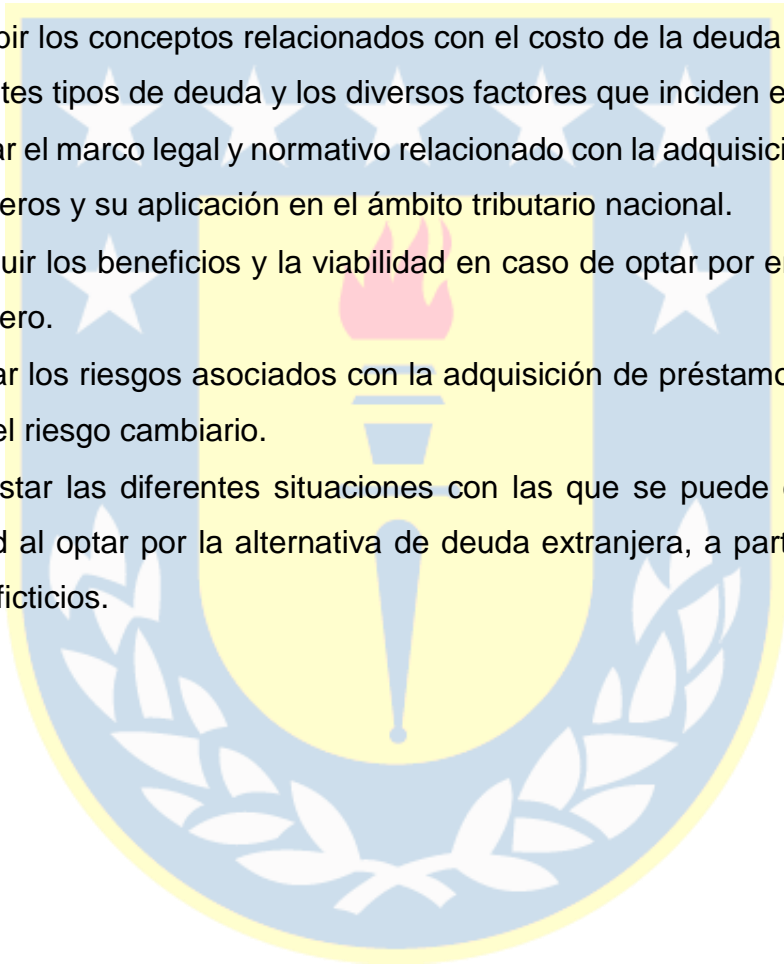 bir los conceptos relacionados con el costo de la deuda
tes tipos de deuda y los diversos factores que inciden e
ar el marco legal y normativo relacionado con la adquisici
eros y su aplicación en el ámbito tributario nacional.
uir los beneficios y la viabilidad en caso de optar por e
ero.
ar los riesgos asociados con la adquisición de préstamo
el riesgo cambiario.
star las diferentes situaciones con las que se puede
d al optar por la alternativa de deuda extranjera, a part
ficticios.